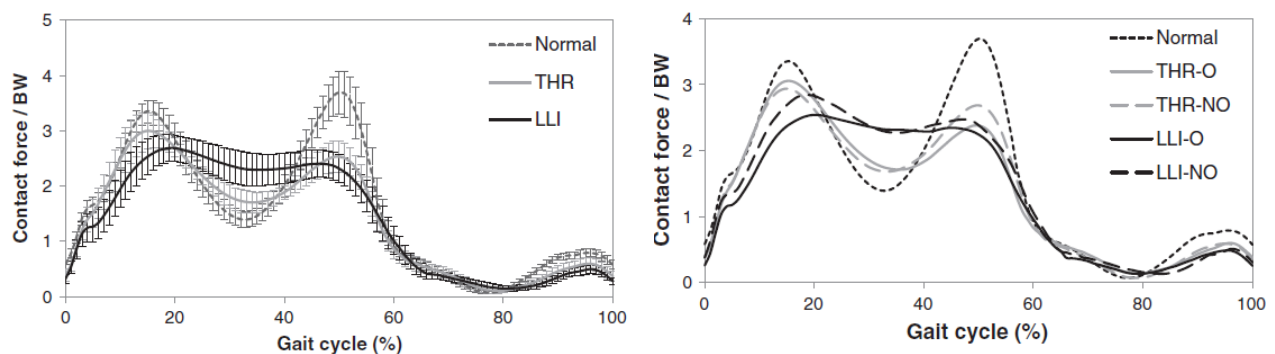 Contact force / BW
5
4
3
2
1
0
Normal
THR
LLI
0 20 40 60 80 100
Gait cycle (%)
Contact force / BW
4
3
2
1
0
Normal
THR-O
THR-NO
LLI-O
LLI-NO
0 20 40 60 80 100
Gait cycle (%)